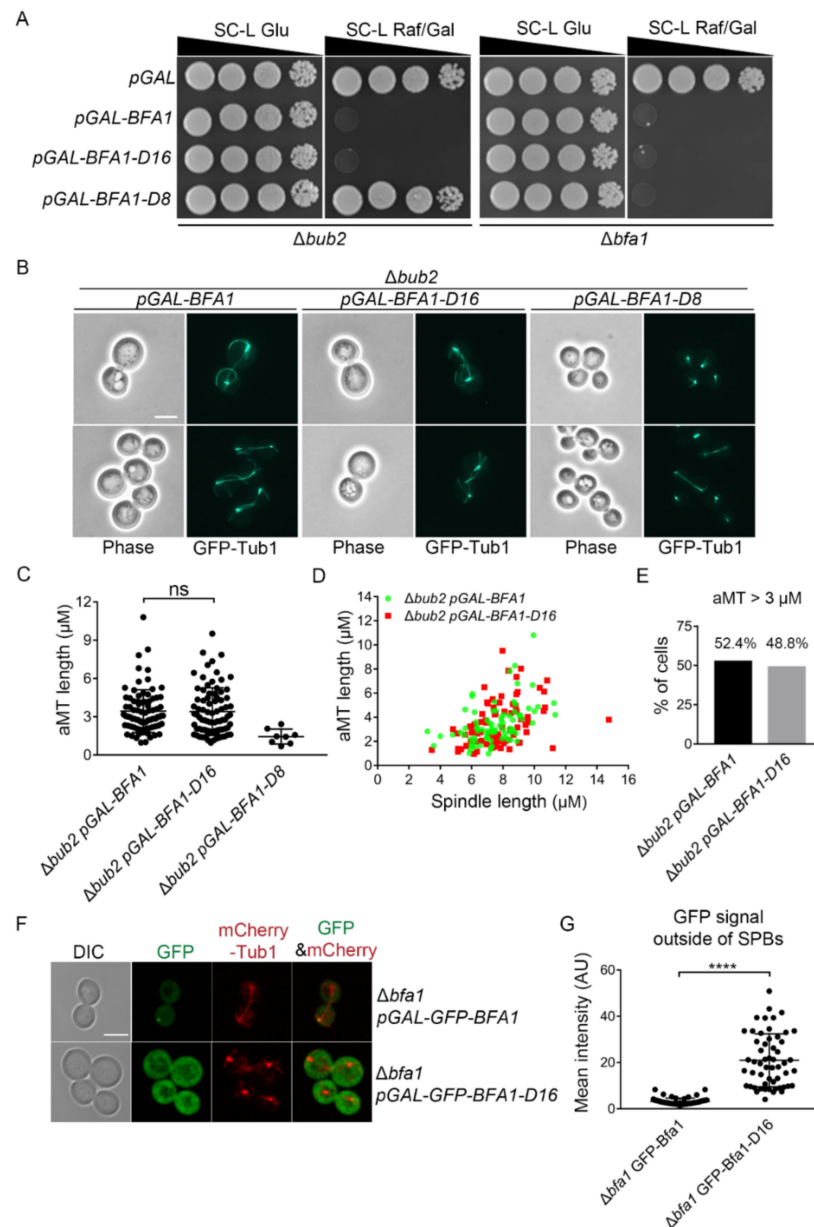 A
SC-L Glu SC-L Raf/Gal SC-L Glu SC-L Raf/Gal
pGAL
pGAL-BFA1
pGAL-BFA1-D16
pGAL-BFA1-D8
Δbub2 Δbfa1
B
Δbub2
pGAL-BFA1 pGAL-BFA1-D16 pGAL-BFA1-D8
Phase GFP-Tub1 Phase GFP-Tub1 Phase GFP-Tub1
C
ns
aMT length (μM)
12
9
6
3
0
Δbub2 pGAL-BFA1
Δbub2 pGAL-BFA1-D16
Δbub2 pGAL-BFA1-D8
D
Δbub2 pGAL-BFA1
Δbub2 pGAL-BFA1-D16
aMT length (μM)
14
12
10
8
6
4
2
0
0 2 4 6 8 10 12 14 16
Spindle length (μM)
E
aMT > 3 μM
% of cells
75
50
25
0
52.4% 48.8%
Δbub2 pGAL-BFA1
Δbub2 pGAL-BFA1-D16
F
DIC GFP mCherry-Tub1 GFP &mCherry
Δbfa1
pGAL-GFP-BFA1
Δbfa1
pGAL-GFP-BFA1-D16
G
GFP signal
outside of SPBs
****
Mean intensity (AU)
60
40
20
0
Δbfa1 GFP-Bfa1
Δbfa1 GFP-Bfa1-D16